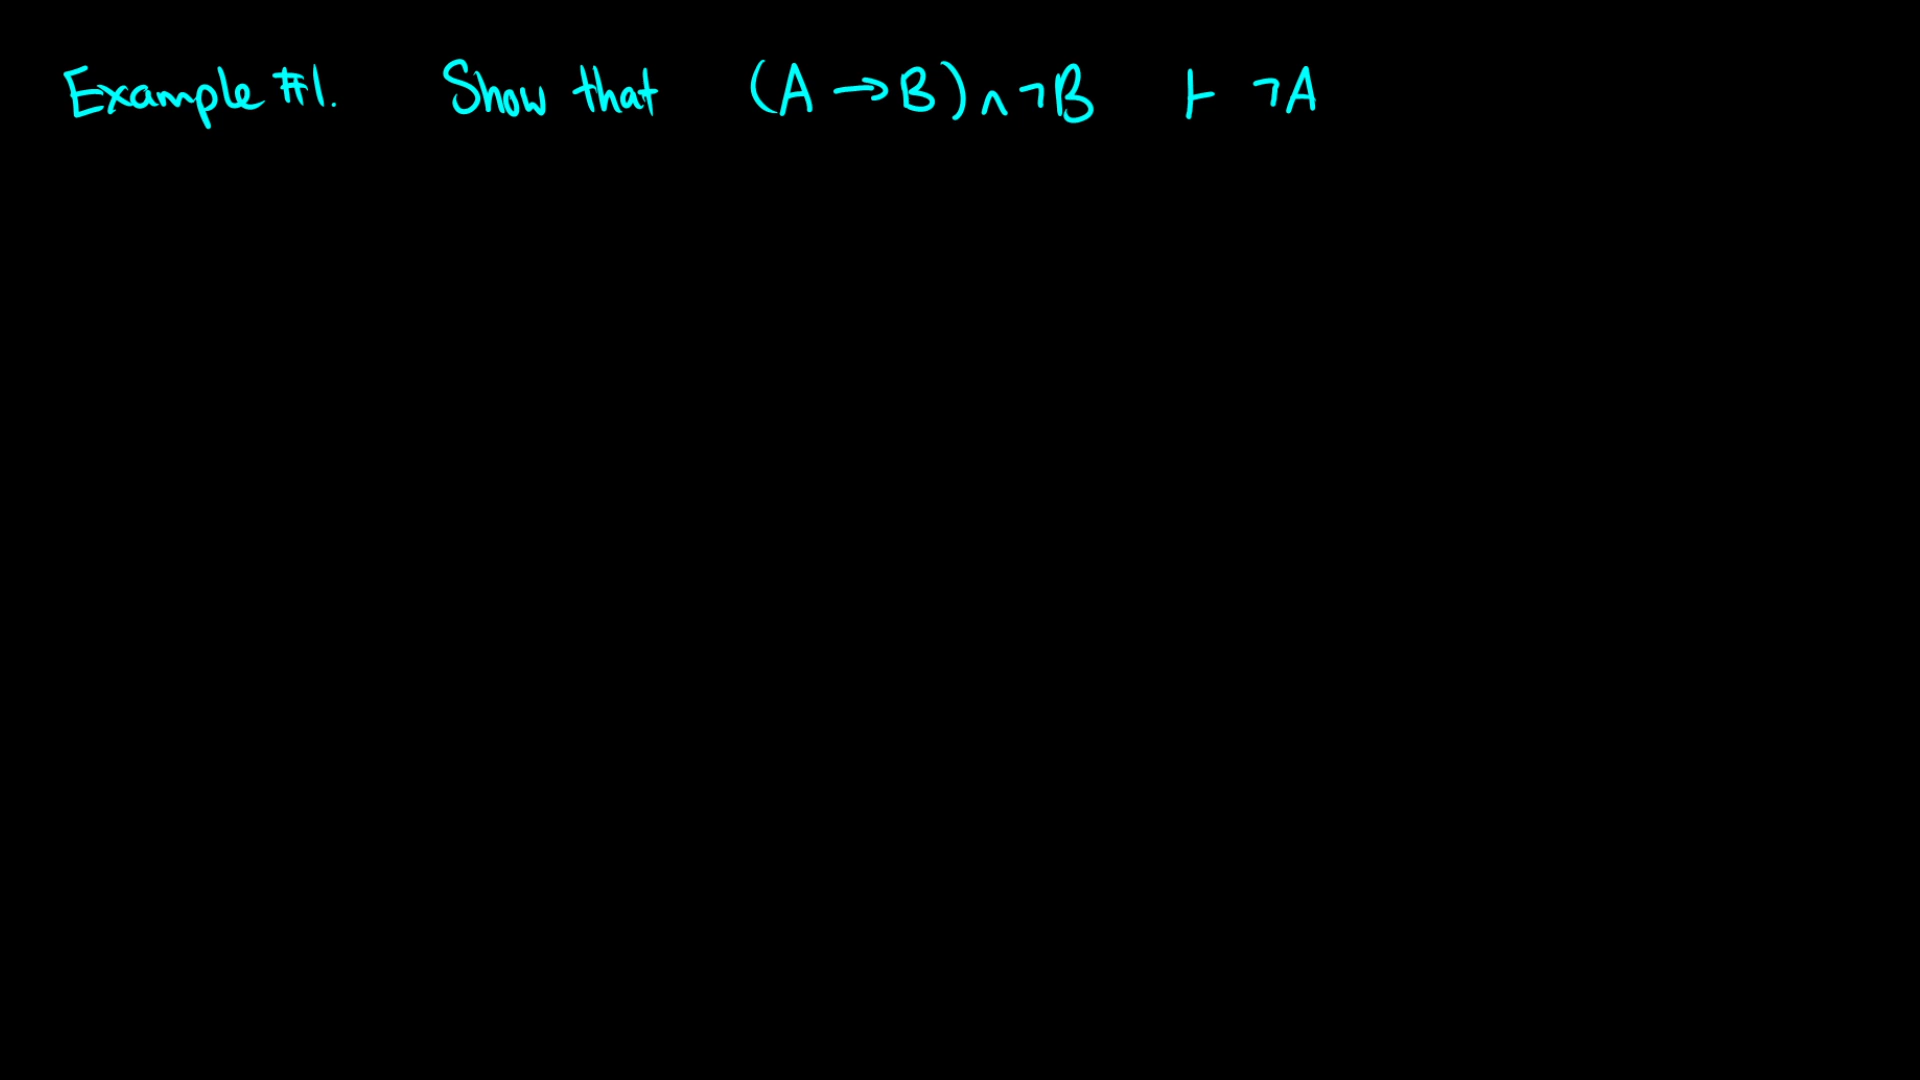 Example #1. Show that (A → B) ∧ ¬B ⊢ ¬A